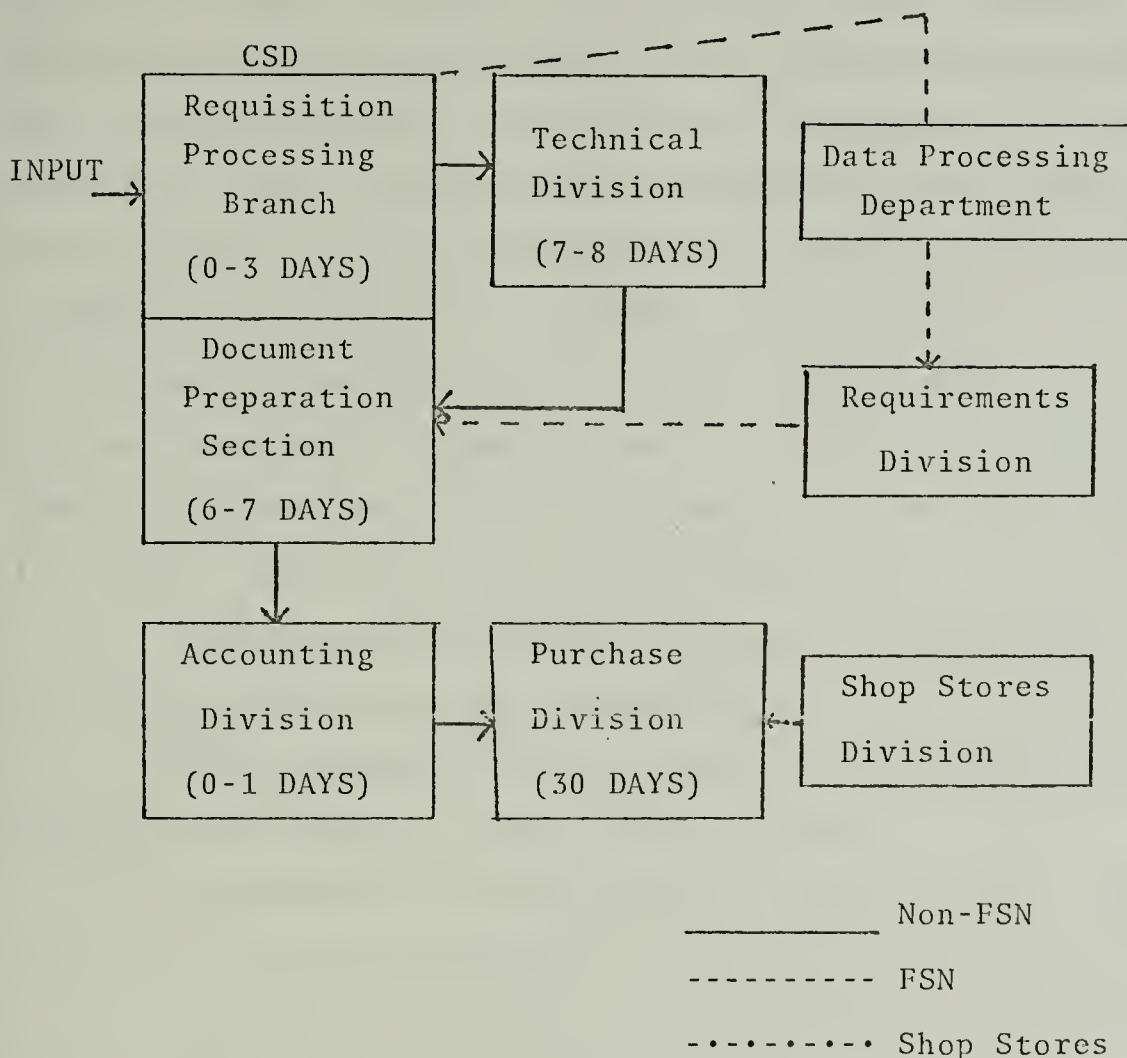 CSD
Requisition
Processing
Branch
(0-3 DAYS)
INPUT
Technical
Division
(7-8 DAYS)
Data Processing
Department
Document
Preparation
Section
(6-7 DAYS)
Requirements
Division
Accounting
Division
(0-1 DAYS)
Purchase
Division
(30 DAYS)
Shop Stores
Division
Non-FSN
FSN
Shop Stores